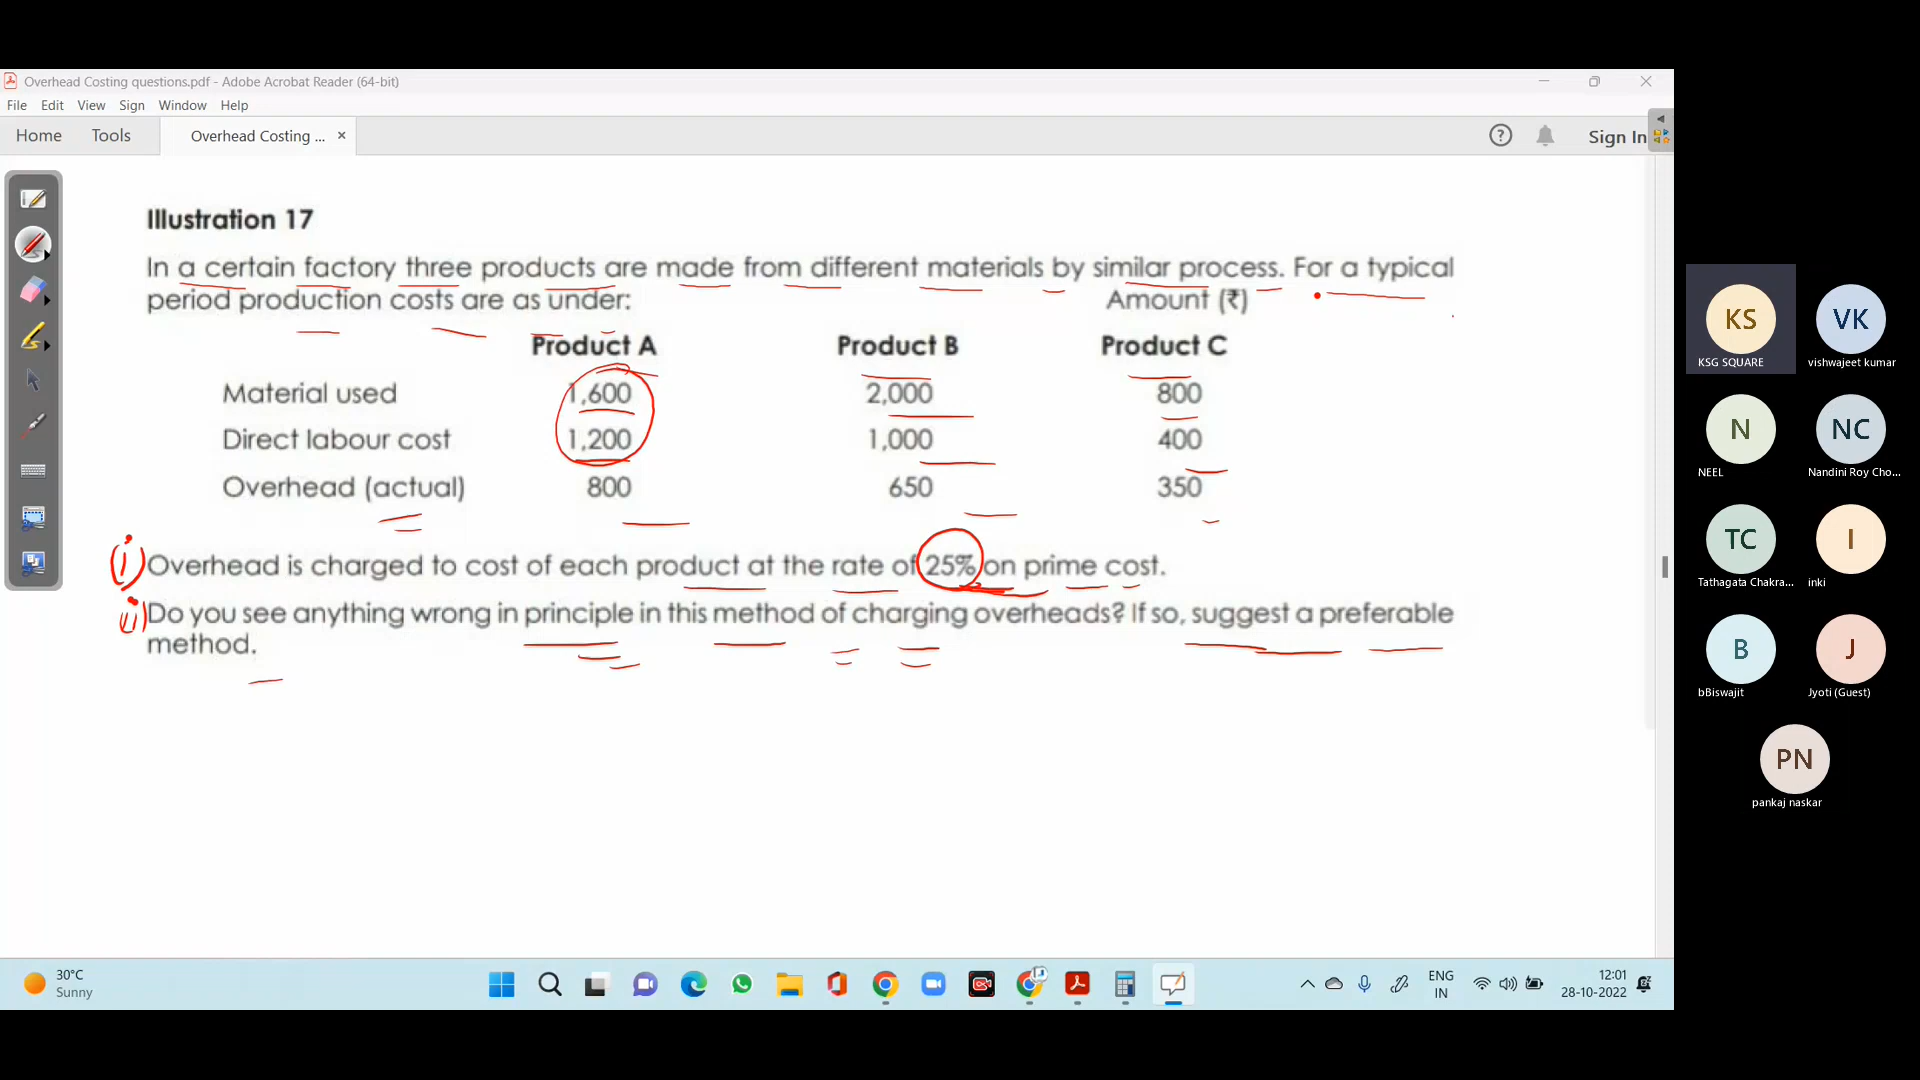 Overhead Costing questions.pdf - Adobe Acrobat Reader (64-bit)
File Edit View Sign Window Help
Home Tools Overhead Costing ... × Sign In
Illustration 17
In a certain factory three products are made from different materials by similar process. For a typical
period production costs are as under: Amount (₹)
Product A Product B Product C
Material used 1,600 2,000 800
Direct labour cost 1,200 1,000 400
Overhead (actual) 800 650 350
(i) Overhead is charged to cost of each product at the rate of 25% on prime cost.
ii) Do you see anything wrong in principle in this method of charging overheads? If so, suggest a preferable
method.
KS VK
KSG SQUARE vishwajeet kumar
N NC
NEEL Nandini Roy Cho...
TC I
Tathagata Chakra... inki
B J
bBiswajit Jyoti (Guest)
PN
pankaj naskar
30°C
Sunny
ENG
IN
12:01
28-10-2022